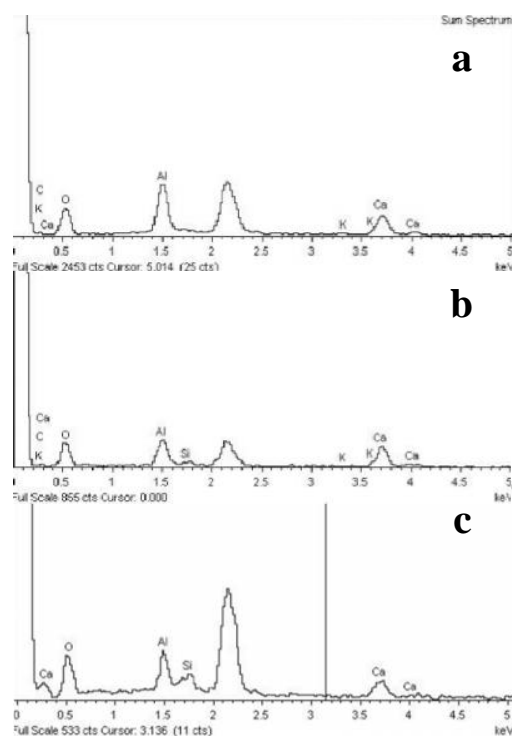 Sum Spectrum
a
Al
C
O
K
Ca
Ca
K K Ca
0 0.5 1 1.5 2 2.5 3 3.5 4 4.5 5
Full Scale 2453 cts Cursor: 5.014 (25 cts) keV
b
Ca
C
Al
O
Ca
K
Si
K K Ca
0 0.5 1 1.5 2 2.5 3 3.5 4 4.5 5
Full Scale 865 cts Cursor: 0.000 keV
c
O
Al
Si
Ca
Ca
Ca
0 0.5 1 1.5 2 2.5 3 3.5 4 4.5 5
Full Scale 533 cts Cursor: 3.136 (11 cts) keV